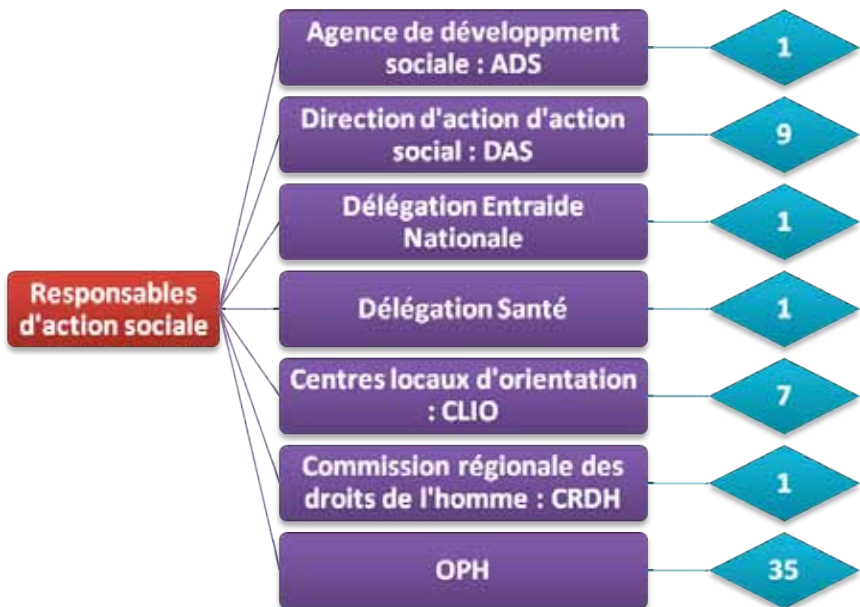 Agence de développment
sociale : ADS
1
Direction d'action d'action
social : DAS
9
Délégation Entraide
Nationale
1
Responsables
d'action sociale
Délégation Santé
1
Centres locaux d'orientation
: CLIO
7
Commission régionale des
droits de l'homme : CRDH
1
OPH
35